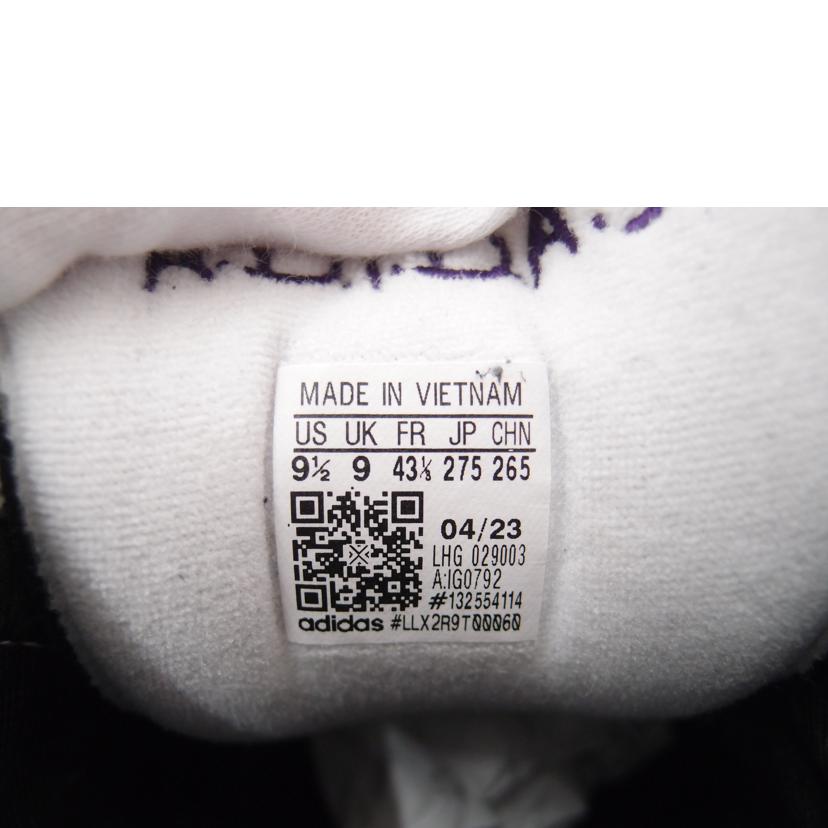 MADE IN VIETNAM
US UK FR JP CHN
9½ 9 43⅓ 275 265
04/23
LHG 029003
A:IG0792
#132554114
adidas #LLX2R9T00060